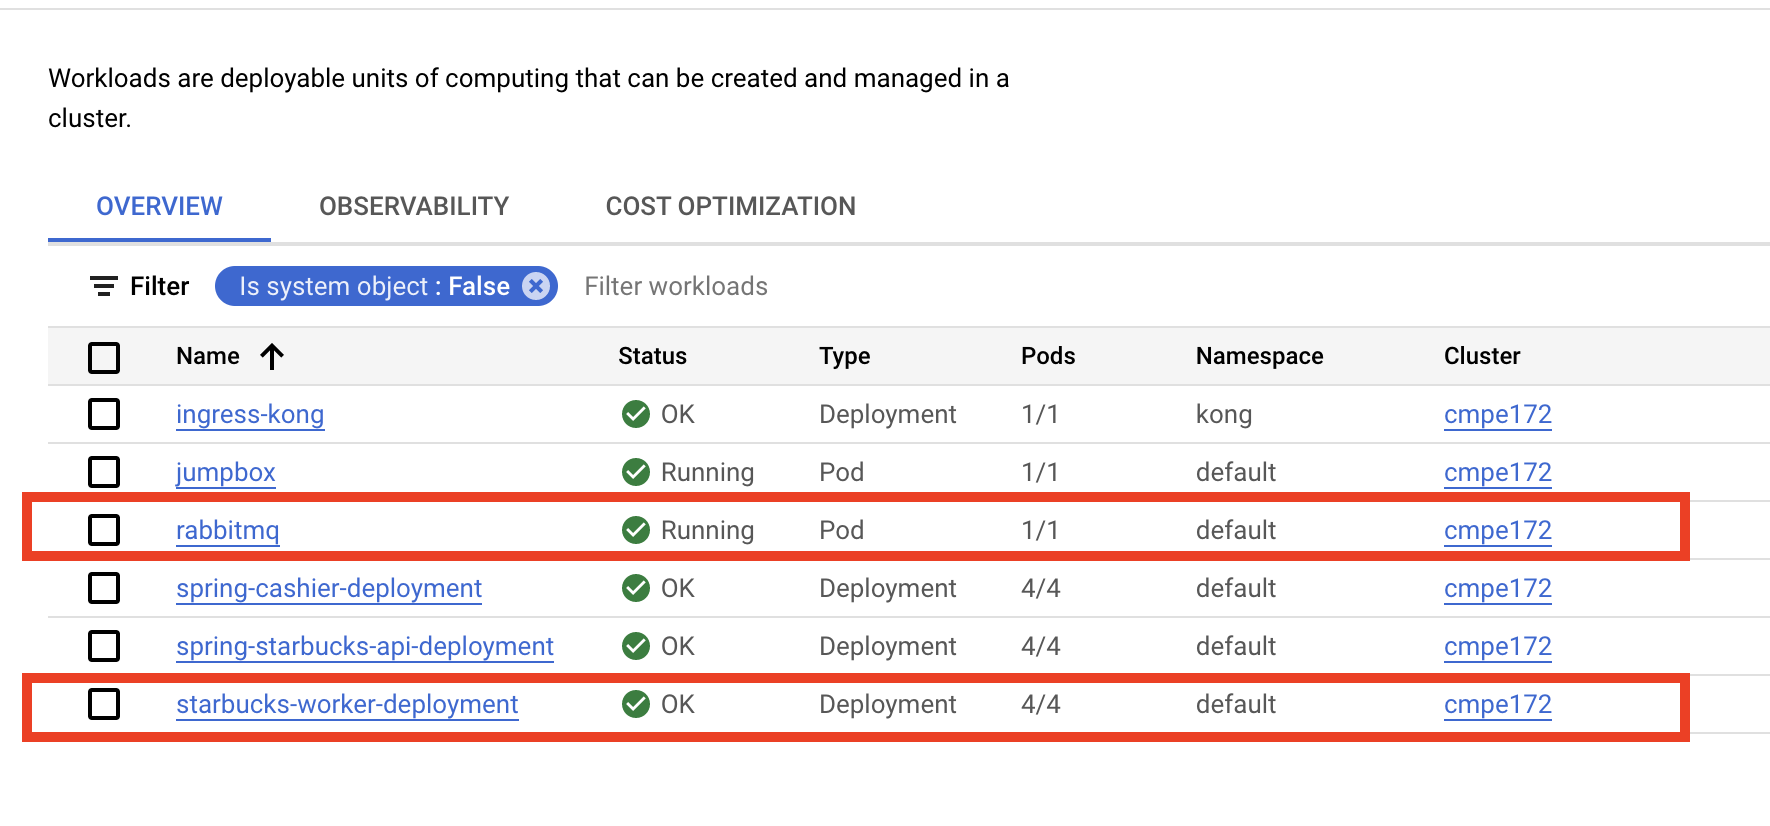 Workloads are deployable units of computing that can be created and managed in a
cluster.
OVERVIEW OBSERVABILITY COST OPTIMIZATION
Filter Is system object : False Filter workloads
Name Status Type Pods Namespace Cluster
ingress-kong OK Deployment 1/1 kong cmpe172
jumpbox Running Pod 1/1 default cmpe172
rabbitmq Running Pod 1/1 default cmpe172
spring-cashier-deployment OK Deployment 4/4 default cmpe172
spring-starbucks-api-deployment OK Deployment 4/4 default cmpe172
starbucks-worker-deployment OK Deployment 4/4 default cmpe172